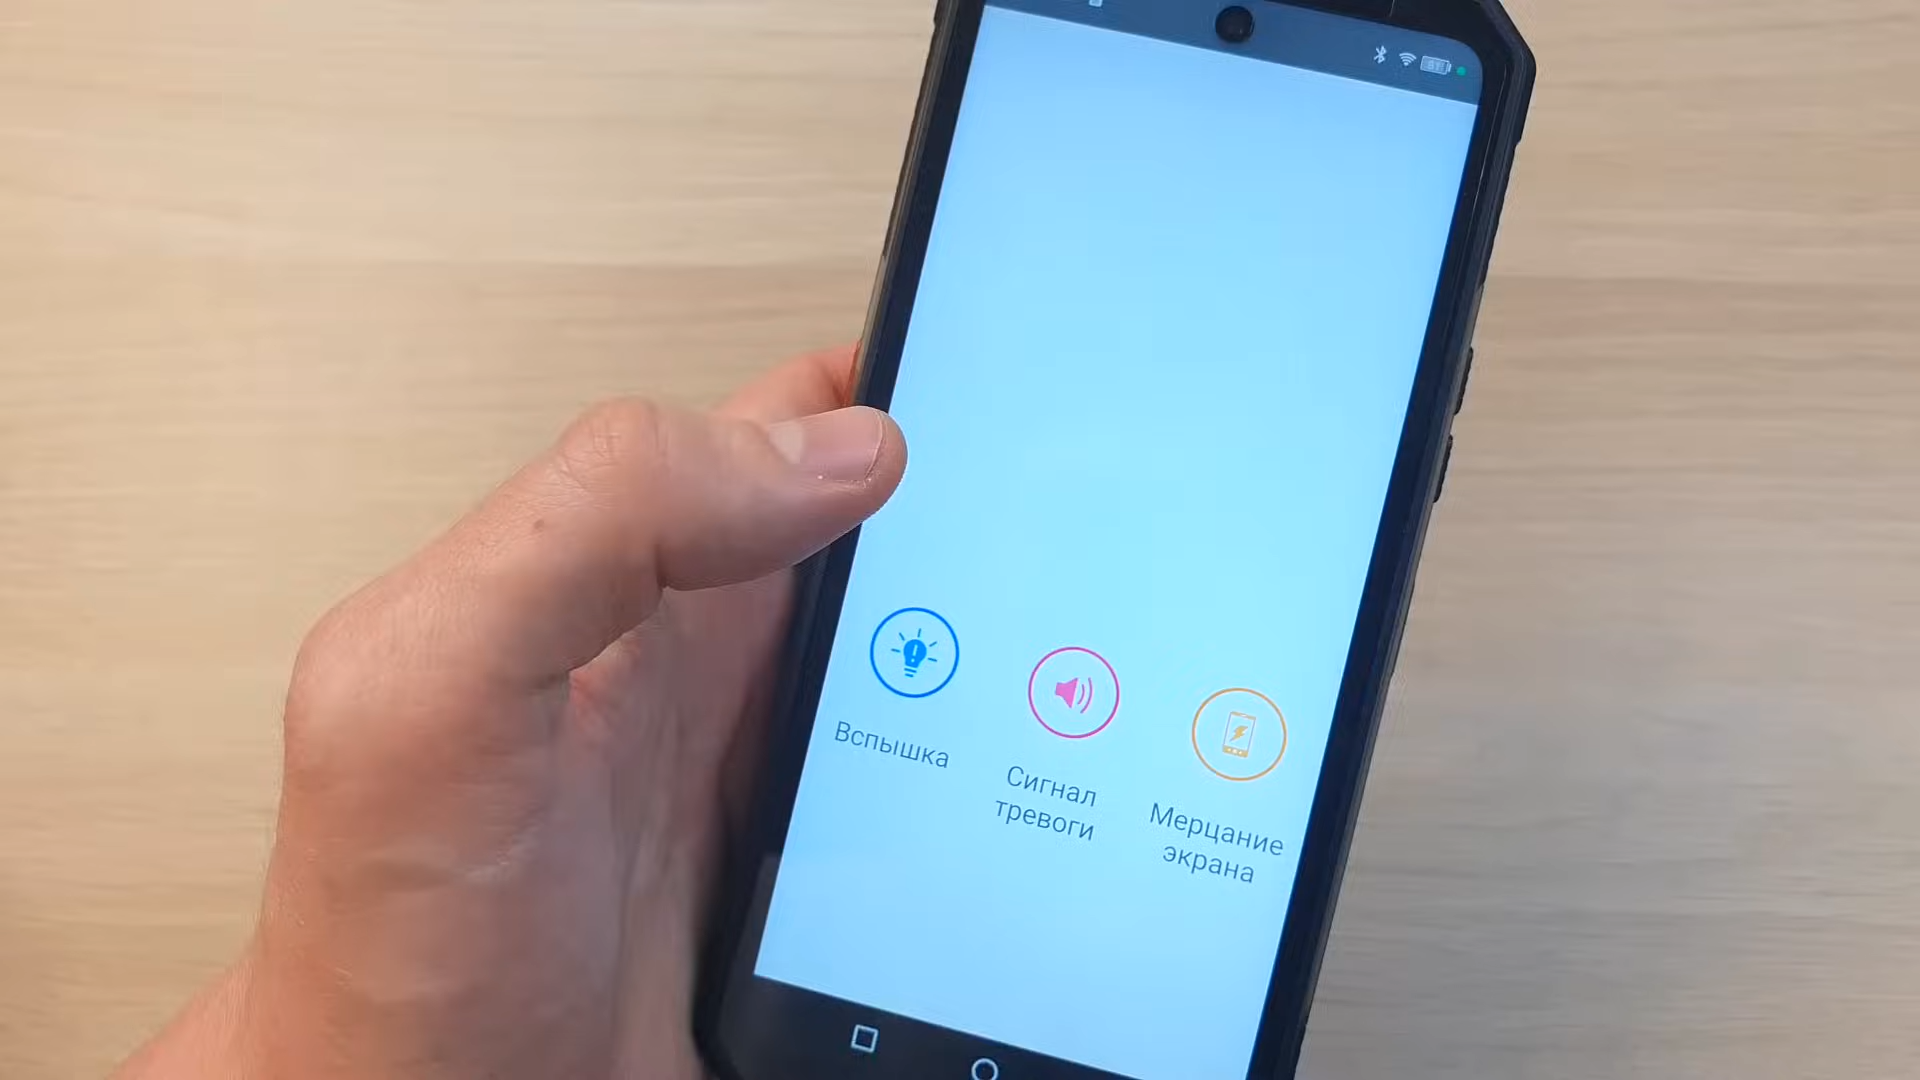 Вспышка
Сигнал
тревоги
Мерцание
экрана